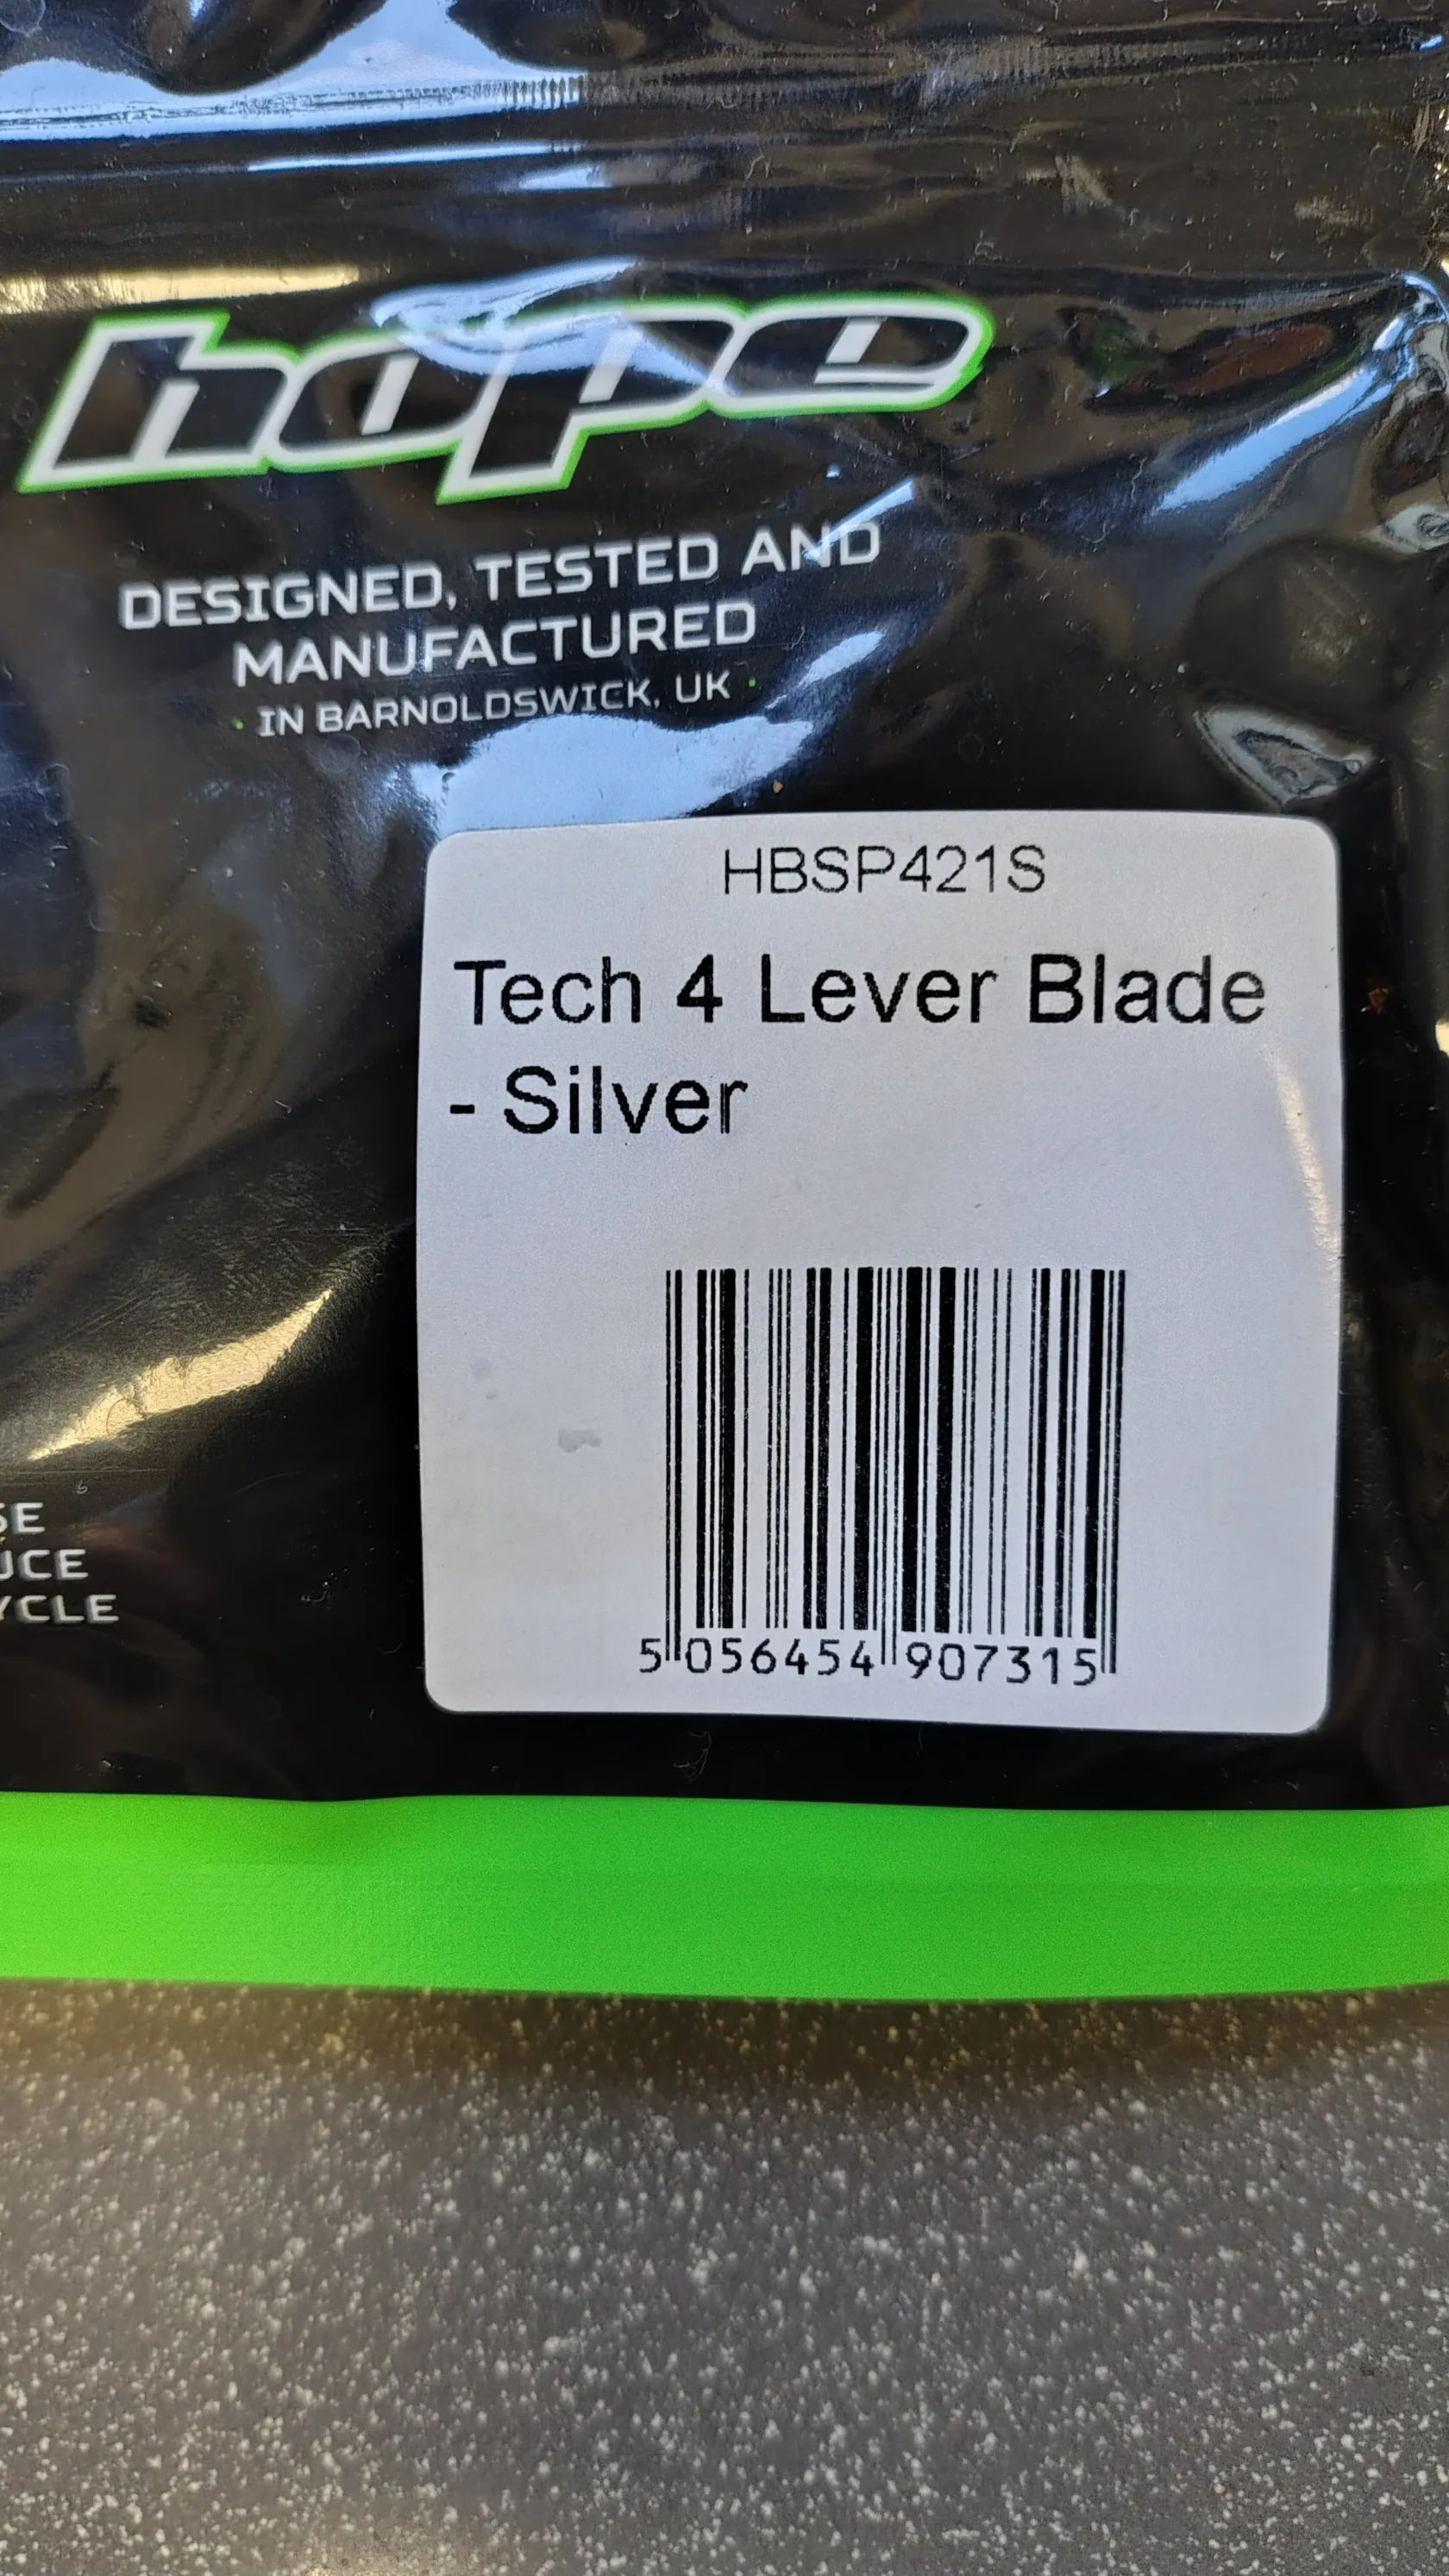 hope
DESIGNED, TESTED AND
MANUFACTURED
· IN BARNOLDSWICK, UK ·
HBSP421S
Tech 4 Lever Blade
- Silver
5 056454 907315